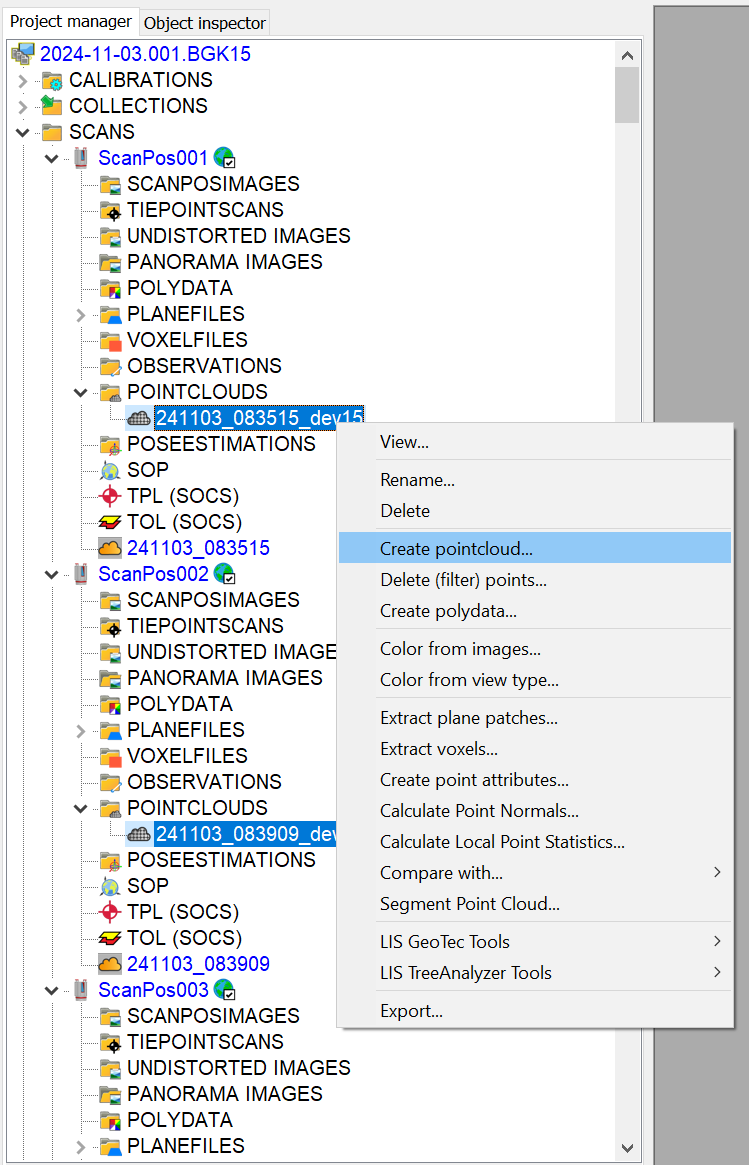 Project manager
Object inspector
2024-11-03.001.BGK15
CALIBRATIONS
COLLECTIONS
SCANS
ScanPos001
SCANPOSIMAGES
TIEPOINTSCANS
UNDISTORTED IMAGES
PANORAMA IMAGES
POLYDATA
PLANEFILES
VOXELFILES
OBSERVATIONS
POINTCLOUDS
241103_083515_dev15
POSEESTIMATIONS
SOP
TPL (SOCS)
TOL (SOCS)
241103_083515
ScanPos002
SCANPOSIMAGES
TIEPOINTSCANS
UNDISTORTED IMAGE
PANORAMA IMAGES
POLYDATA
PLANEFILES
VOXELFILES
OBSERVATIONS
POINTCLOUDS
241103_083909_dev
POSEESTIMATIONS
SOP
TPL (SOCS)
TOL (SOCS)
241103_083909
ScanPos003
SCANPOSIMAGES
TIEPOINTSCANS
UNDISTORTED IMAGES
PANORAMA IMAGES
POLYDATA
PLANEFILES
View...
Rename...
Delete
Create pointcloud...
Delete (filter) points...
Create polydata...
Color from images...
Color from view type...
Extract plane patches...
Extract voxels...
Create point attributes...
Calculate Point Normals...
Calculate Local Point Statistics...
Compare with...
Segment Point Cloud...
LIS GeoTec Tools
LIS TreeAnalyzer Tools
Export...